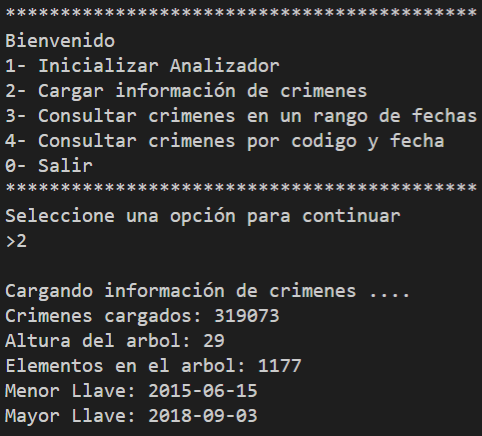 *******************************************
Bienvenido
1- Inicializar Analizador
2- Cargar información de crimenes
3- Consultar crimenes en un rango de fechas
4- Consultar crimenes por codigo y fecha
0- Salir
*******************************************
Seleccione una opción para continuar
>2
Cargando información de crimenes ....
Crimenes cargados: 319073
Altura del arbol: 29
Elementos en el arbol: 1177
Menor Llave: 2015-06-15
Mayor Llave: 2018-09-03